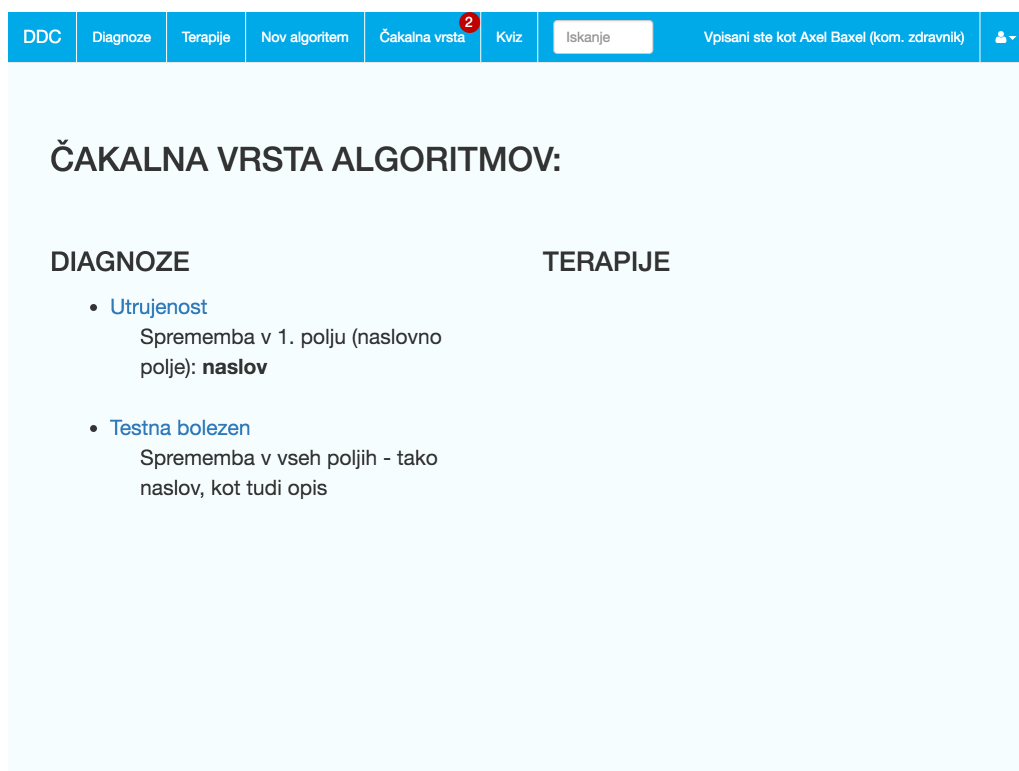 DDC Diagnoze Terapije Nov algoritem Čakalna vrsta 2 Kviz Iskanje Vpisani ste kot Axel Baxel (kom. zdravnik)
ČAKALNA VRSTA ALGORITMOV:
DIAGNOZE
• Utrujenost
Sprememba v 1. polju (naslovno
polje): naslov
• Testna bolezen
Sprememba v vseh poljih - tako
naslov, kot tudi opis
TERAPIJE